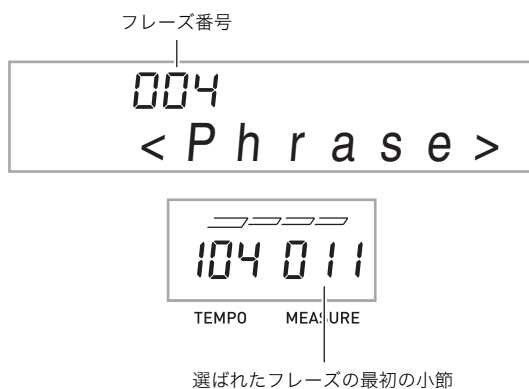 フレーズ番号
004
<Phrase>
104 011
TEMPO MEASURE
選ばれたフレーズの最初の小節